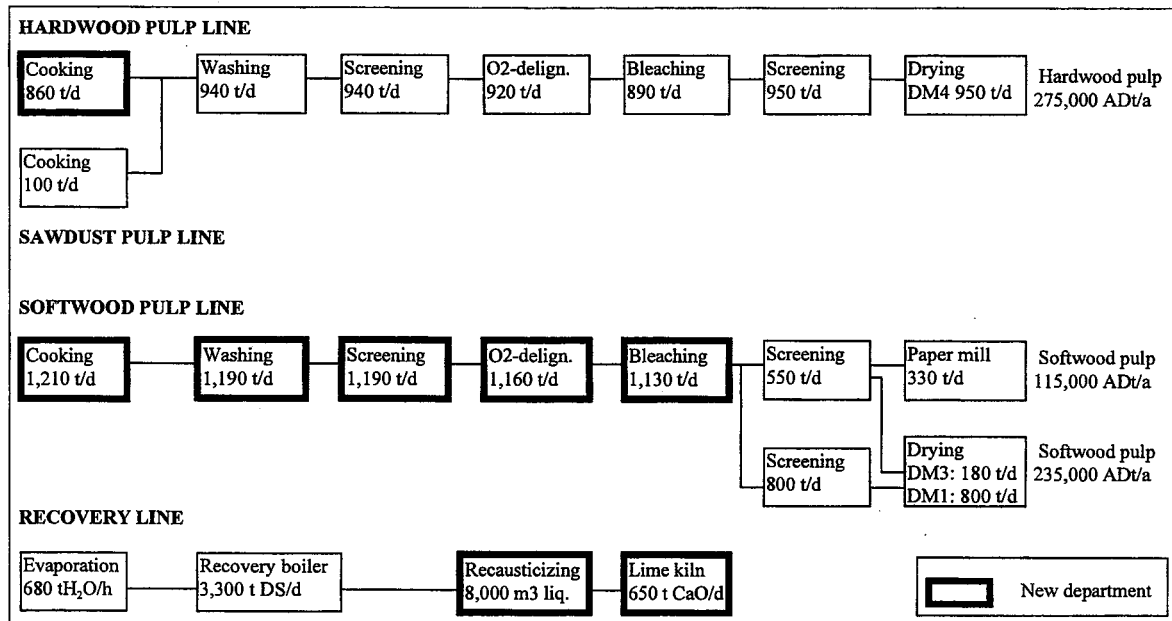 HARDWOOD PULP LINE
Cooking
860 t/d
Washing
940 t/d
Screening
940 t/d
O2-delign.
920 t/d
Bleaching
890 t/d
Screening
950 t/d
Drying
DM4 950 t/d
Hardwood pulp
275,000 ADt/a
Cooking
100 t/d
SAWDUST PULP LINE
SOFTWOOD PULP LINE
Cooking
1,210 t/d
Washing
1,190 t/d
Screening
1,190 t/d
O2-delign.
1,160 t/d
Bleaching
1,130 t/d
Screening
550 t/d
Paper mill
330 t/d
Softwood pulp
115,000 ADt/a
Screening
800 t/d
Drying
DM3: 180 t/d
DM1: 800 t/d
Softwood pulp
235,000 ADt/a
RECOVERY LINE
Evaporation
680 tH₂O/h
Recovery boiler
3,300 t DS/d
Recausticizing
8,000 m3 liq.
Lime kiln
650 t CaO/d
New department